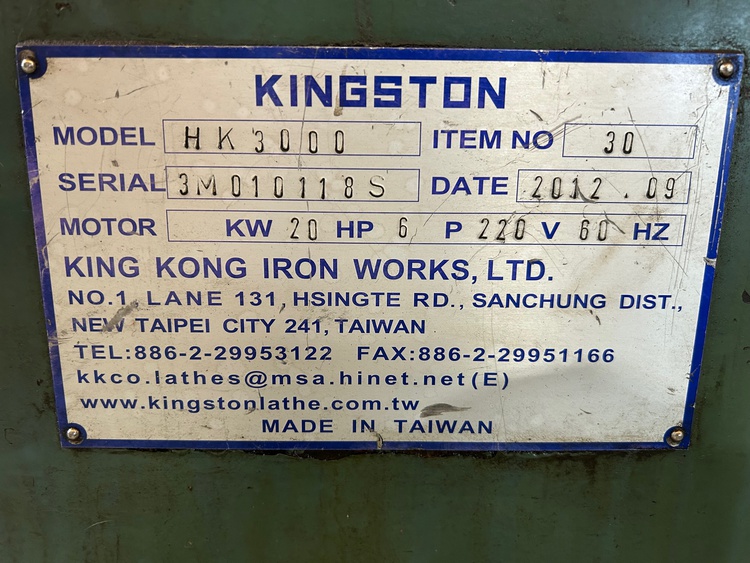 KINGSTON
MODEL HK3000 ITEM NO 30
SERIAL 3M010118S DATE 2012.09
MOTOR KW 20 HP 6 P 220 V 60 HZ
KING KONG IRON WORKS, LTD.
NO.1, LANE 131, HSINGTE RD., SANCHUNG DIST.,
NEW TAIPEI CITY 241, TAIWAN
TEL:886-2-29953122 FAX:886-2-29951166
kkco.lathes@msa.hinet.net(E)
www.kingstonlathe.com.tw
MADE IN TAIWAN